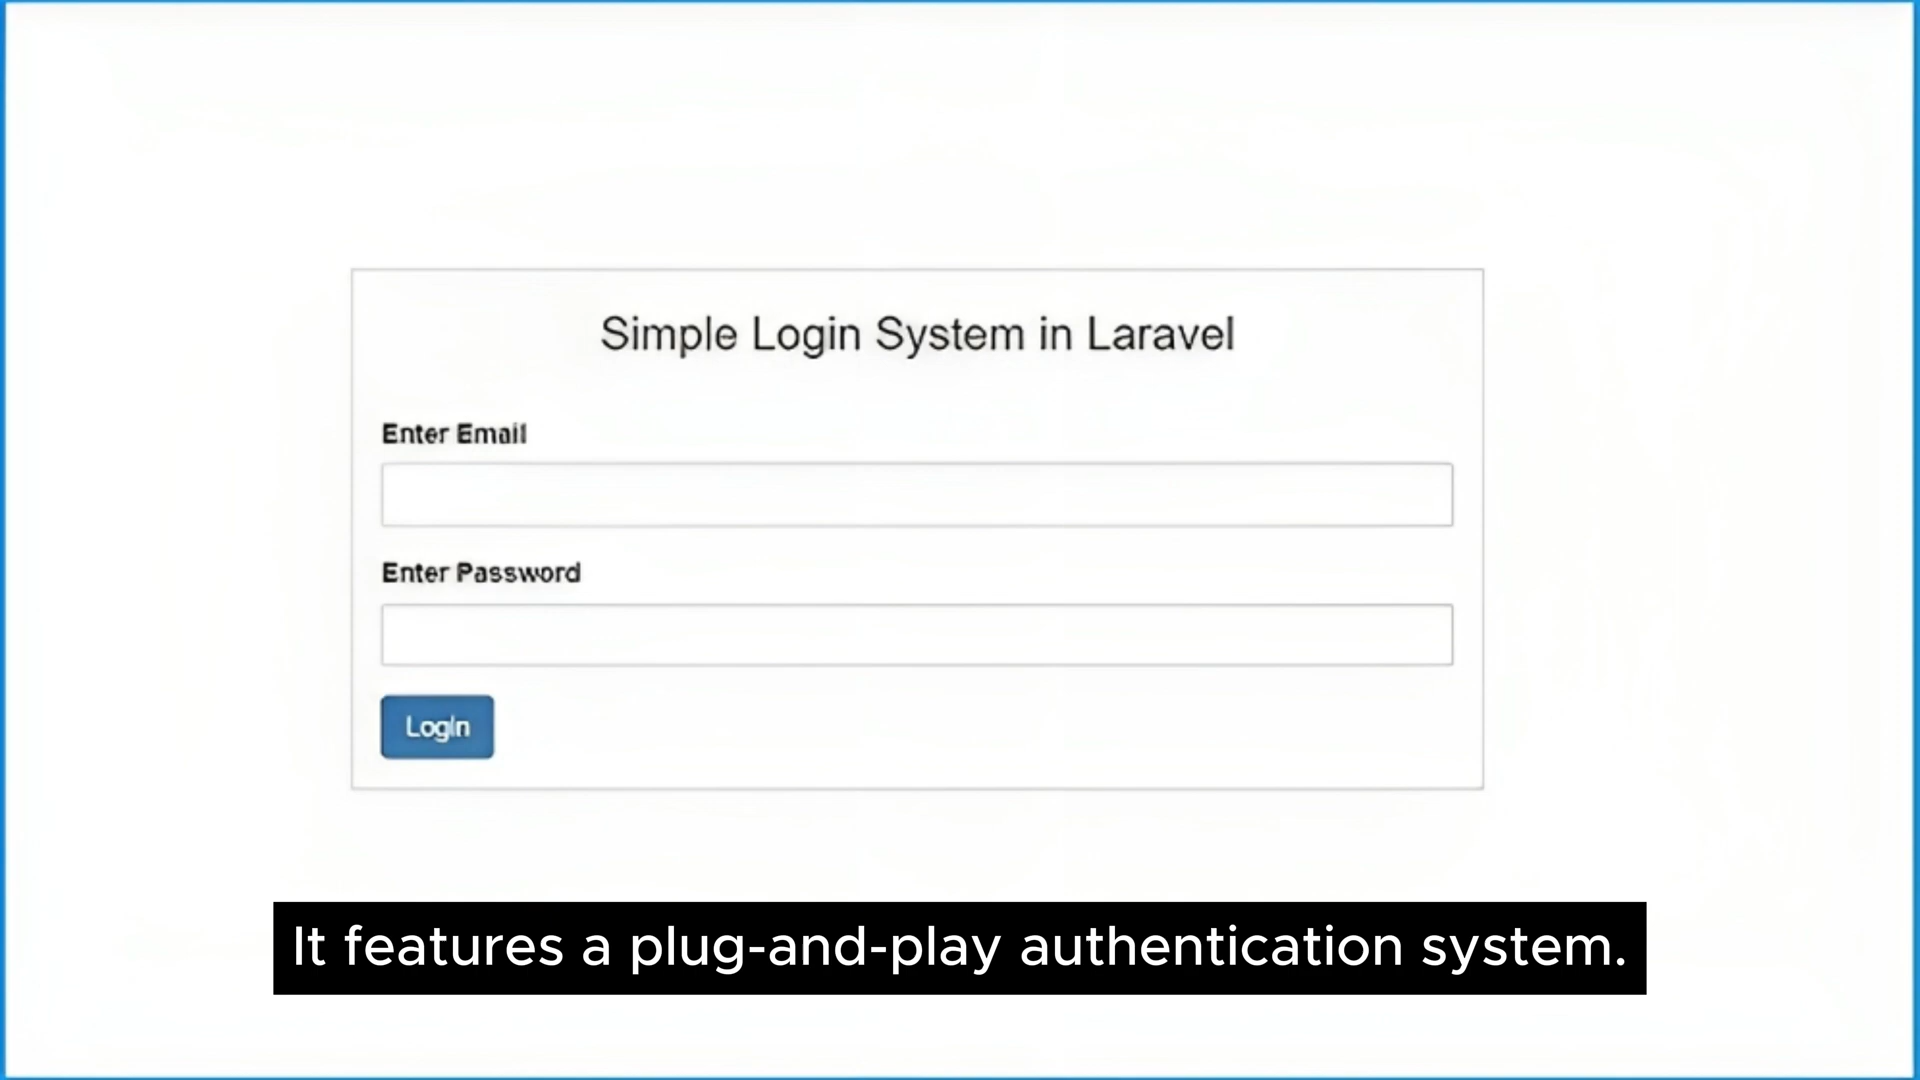 Simple Login System in Laravel
Enter Email
Enter Password
Login
It features a plug-and-play authentication system.